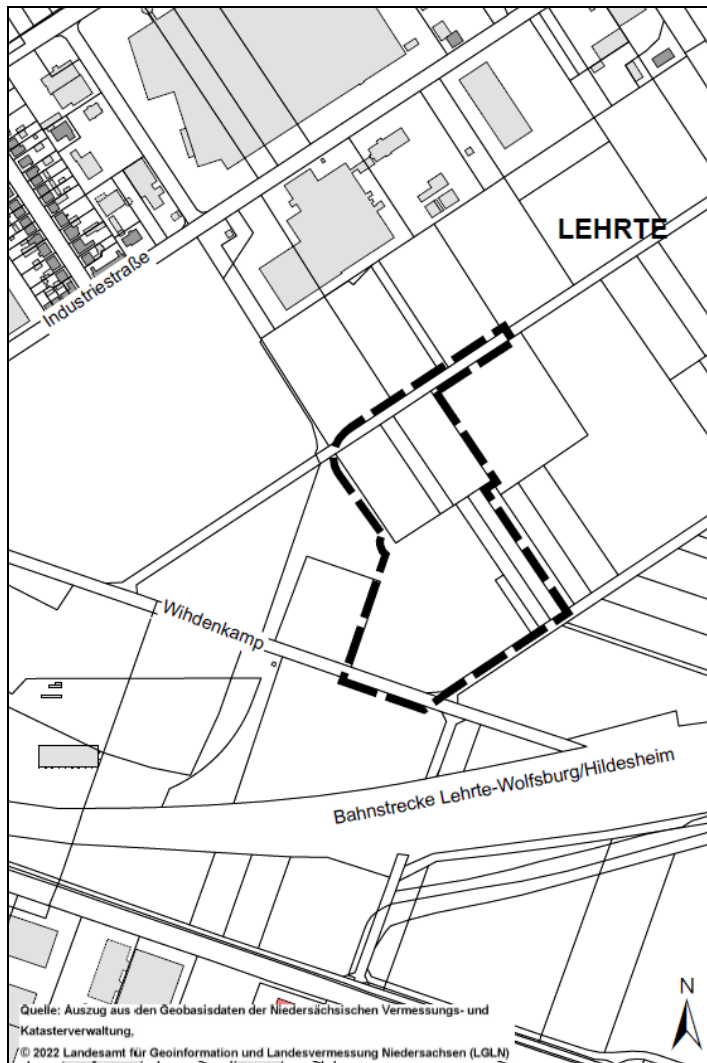 LEHRTE
Industriestraße
Wihdenkamp
Bahnstrecke Lehrte-Wolfsburg/Hildesheim
N
Quelle: Auszug aus den Geobasisdaten der Niedersächsischen Vermessungs- und
Katasterverwaltung,
© 2022 Landesamt für Geoinformation und Landesvermessung Niedersachsen (LGLN)